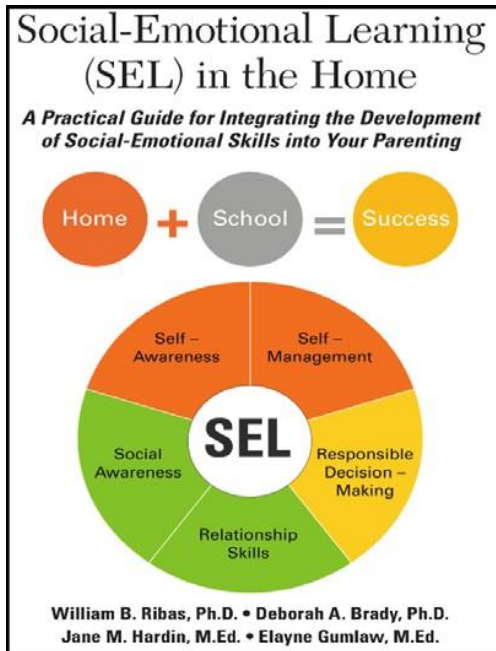 Social-Emotional Learning
(SEL) in the Home
A Practical Guide for Integrating the Development
of Social-Emotional Skills into Your Parenting
Home + School = Success
Self –
Awareness
Self –
Management
Social
Awareness
SEL
Responsible
Decision –
Making
Relationship
Skills
William B. Ribas, Ph.D. • Deborah A. Brady, Ph.D.
Jane M. Hardin, M.Ed. • Elayne Gumlaw, M.Ed.